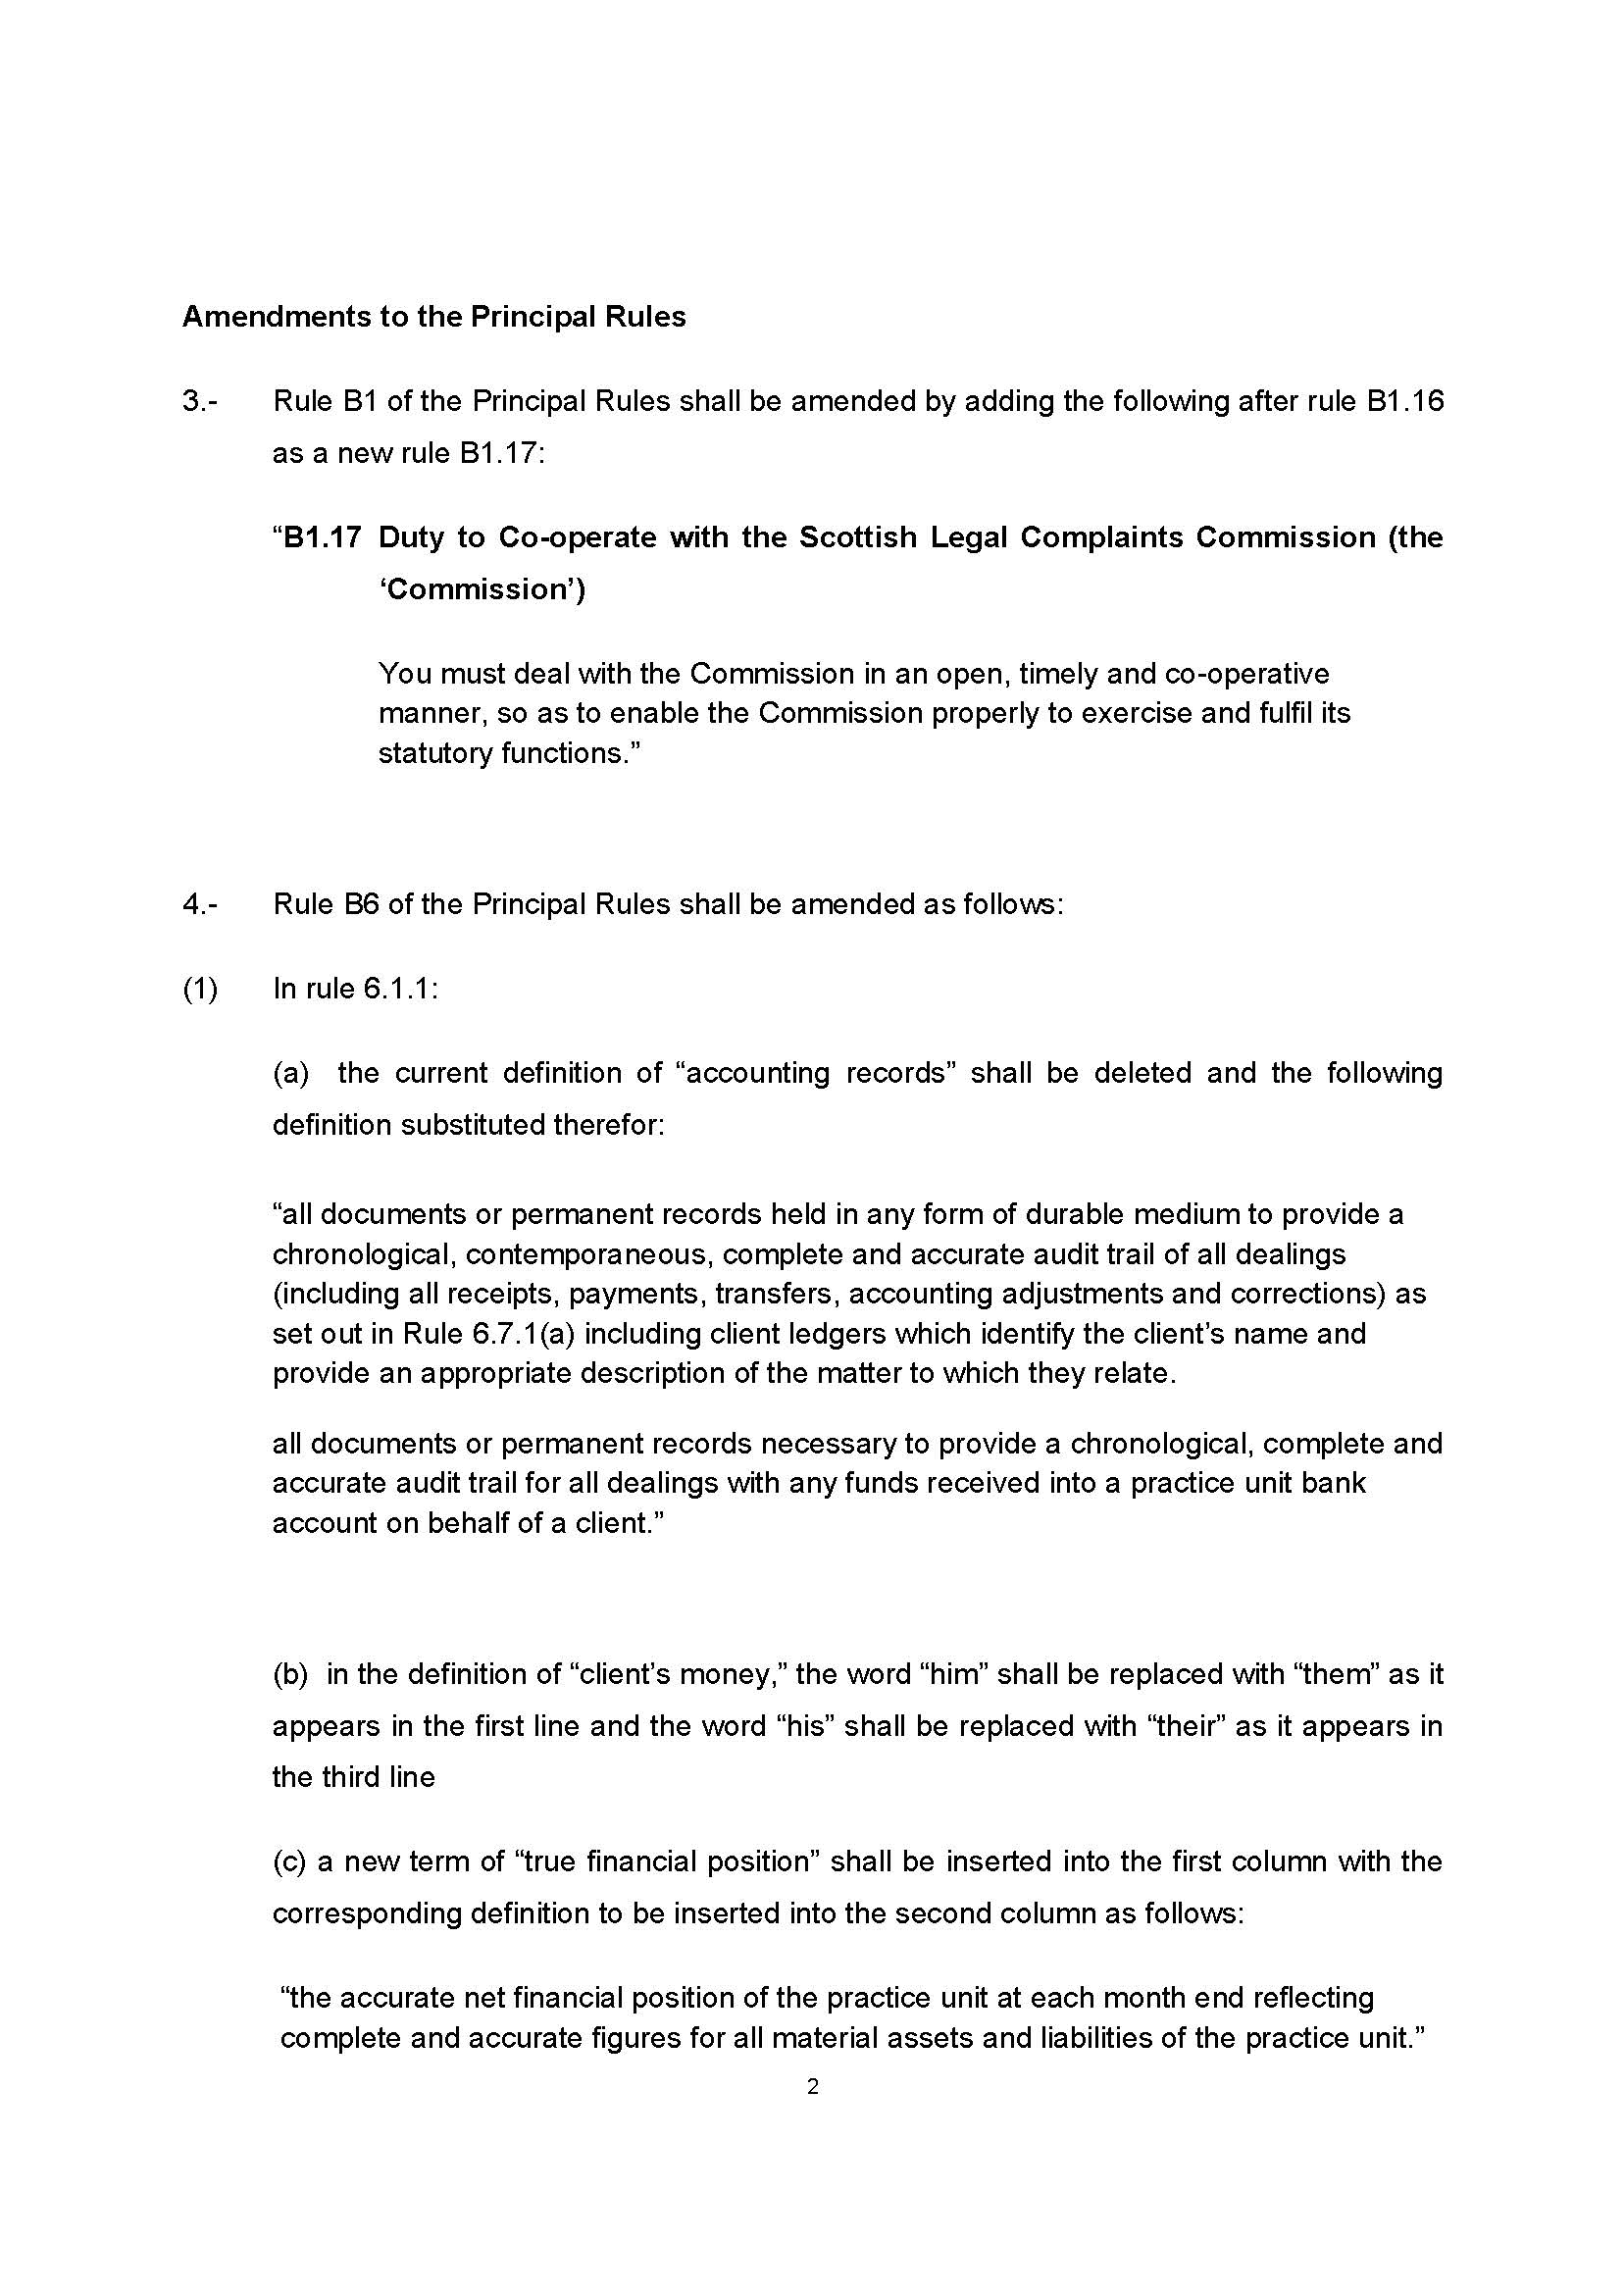 Amendments to the Principal Rules
3.- Rule B1 of the Principal Rules shall be amended by adding the following after rule B1.16
as a new rule B1.17:
“B1.17 Duty to Co-operate with the Scottish Legal Complaints Commission (the
‘Commission’)
You must deal with the Commission in an open, timely and co-operative
manner, so as to enable the Commission properly to exercise and fulfil its
statutory functions.”
4.- Rule B6 of the Principal Rules shall be amended as follows:
(1) In rule 6.1.1:
(a) the current definition of “accounting records” shall be deleted and the following
definition substituted therefor:
“all documents or permanent records held in any form of durable medium to provide a
chronological, contemporaneous, complete and accurate audit trail of all dealings
(including all receipts, payments, transfers, accounting adjustments and corrections) as
set out in Rule 6.7.1(a) including client ledgers which identify the client’s name and
provide an appropriate description of the matter to which they relate.
all documents or permanent records necessary to provide a chronological, complete and
accurate audit trail for all dealings with any funds received into a practice unit bank
account on behalf of a client.”
(b) in the definition of “client’s money,” the word “him” shall be replaced with “them” as it
appears in the first line and the word “his” shall be replaced with “their” as it appears in
the third line
(c) a new term of “true financial position” shall be inserted into the first column with the
corresponding definition to be inserted into the second column as follows:
“the accurate net financial position of the practice unit at each month end reflecting
complete and accurate figures for all material assets and liabilities of the practice unit.”
2